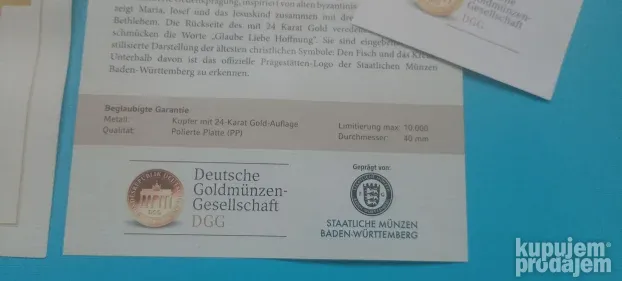 zeigt Maria, Josef und das Jesuskind zusammen mit
Bethlehem. Die Rückseite des mit 24 Karat Gold
schmücken die Worte „Glaube Liebe Hoffnung". Sie sind
stilisierte Darstellung der ältesten christlichen Symbole: Den Fisch und das
Unterhalb davon ist das offizielle Prägestätten-Logo der Staatlichen Münzen
Baden-Württemberg zu erkennen.
Beglaubigte Garantie
Metall: Kupfer mit 24-Karat Gold-Auflage
Qualität: Polierte Platte (PP)
Limitierung max: 10.000
Durchmesser: 40 mm
Deutsche
Goldmünzen-
Gesellschaft
DGG
Geprägt von:
STAATLICHE MÜNZEN
BADEN-WÜRTTEMBERG
Goldmünzen-
Gesellschaft
DGG
kupujem
prodajem